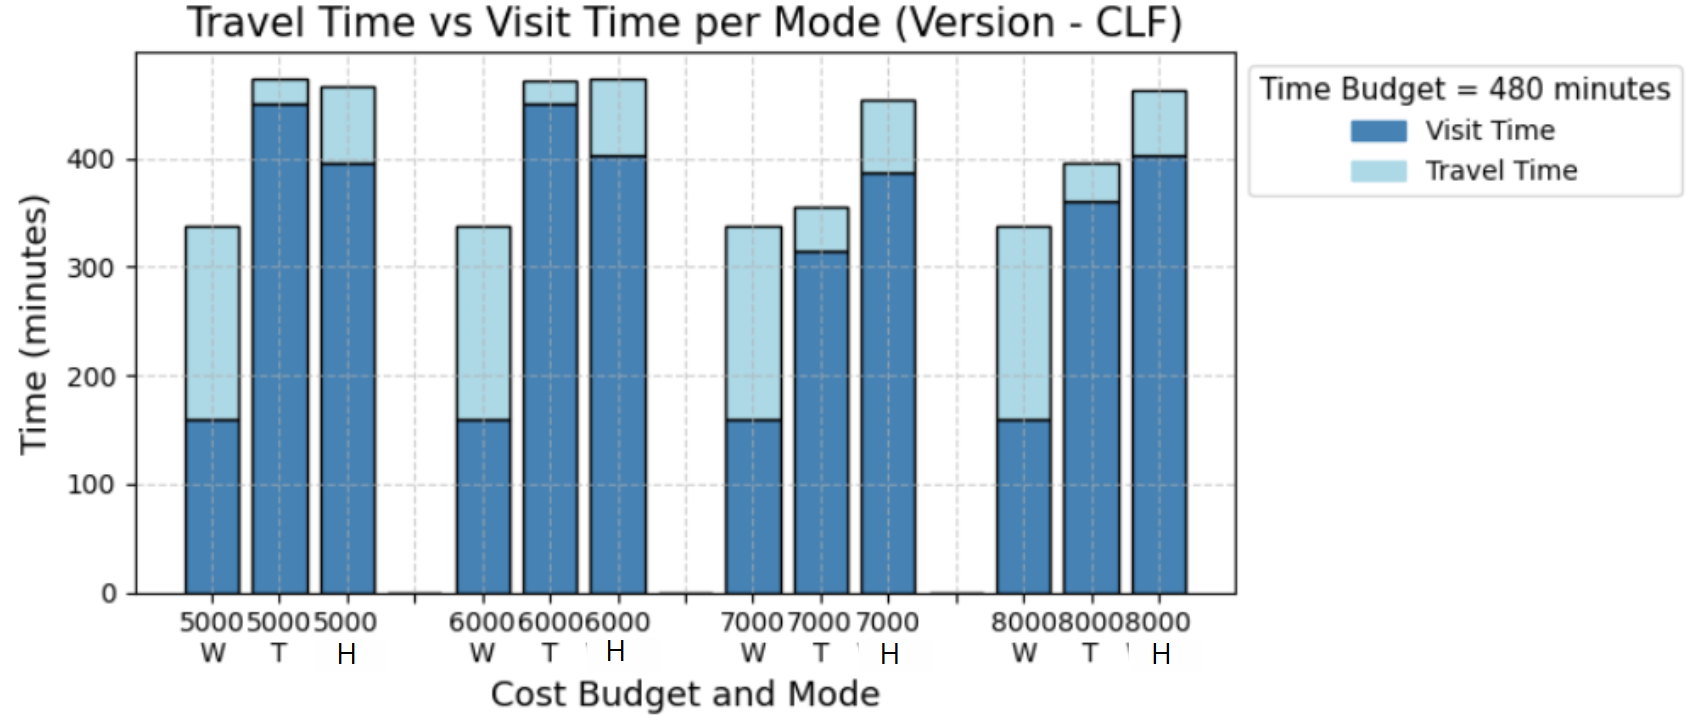 Travel Time vs Visit Time per Mode (Version - CLF)
Time Budget = 480 minutes
Visit Time
Travel Time
Time (minutes)
400
300
200
100
0
5000 5000 5000 6000 6000 6000 7000 7000 7000 8000 8000 8000
W T H W T H W T H W T H
Cost Budget and Mode